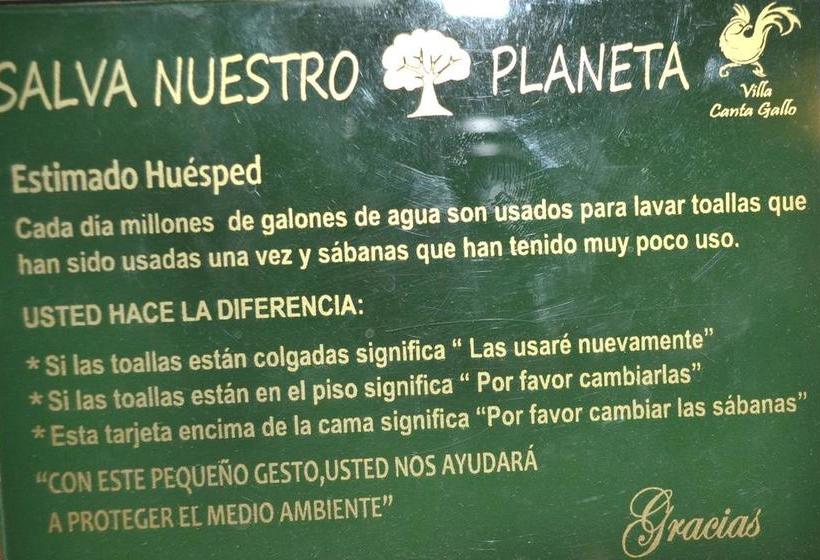 SALVA NUESTRO PLANETA
Villa
Canta Gallo
Estimado Huésped
Cada día millones de galones de agua son usados para lavar toallas que
han sido usadas una vez y sábanas que han tenido muy poco uso.
USTED HACE LA DIFERENCIA:
* Si las toallas están colgadas significa “ Las usaré nuevamente”
* Si las toallas están en el piso significa “ Por favor cambiarlas”
* Esta tarjeta encima de la cama significa “Por favor cambiar las sábanas”
“CON ESTE PEQUEÑO GESTO,USTED NOS AYUDARÁ
A PROTEGER EL MEDIO AMBIENTE”
Gracias